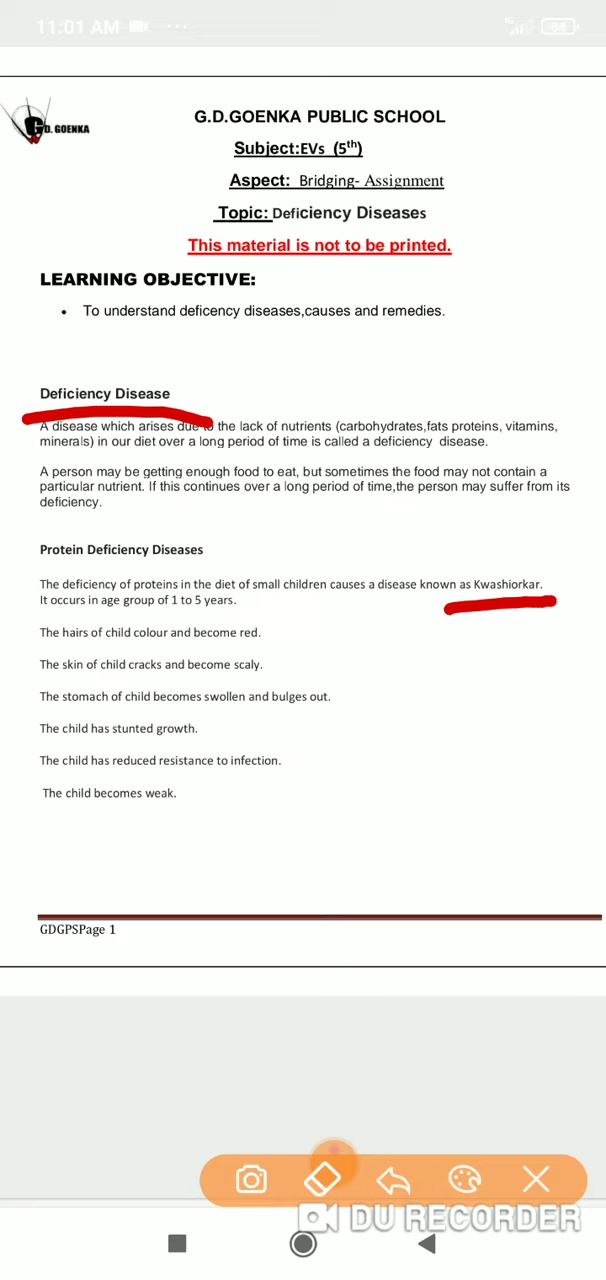 11:01 AM
4G
66
G.D. GOENKA
G.D.GOENKA PUBLIC SCHOOL
Subject:EVs (5th)
Aspect: Bridging- Assignment
Topic: Deficiency Diseases
This material is not to be printed.
LEARNING OBJECTIVE:
• To understand deficency diseases,causes and remedies.
Deficiency Disease
A disease which arises due to the lack of nutrients (carbohydrates,fats proteins, vitamins,
minerals) in our diet over a long period of time is called a deficiency disease.
A person may be getting enough food to eat, but sometimes the food may not contain a
particular nutrient. If this continues over a long period of time,the person may suffer from its
deficiency.
Protein Deficiency Diseases
The deficiency of proteins in the diet of small children causes a disease known as Kwashiorkar.
It occurs in age group of 1 to 5 years.
The hairs of child colour and become red.
The skin of child cracks and become scaly.
The stomach of child becomes swollen and bulges out.
The child has stunted growth.
The child has reduced resistance to infection.
The child becomes weak.
GDGPSPage 1
DU RECORDER